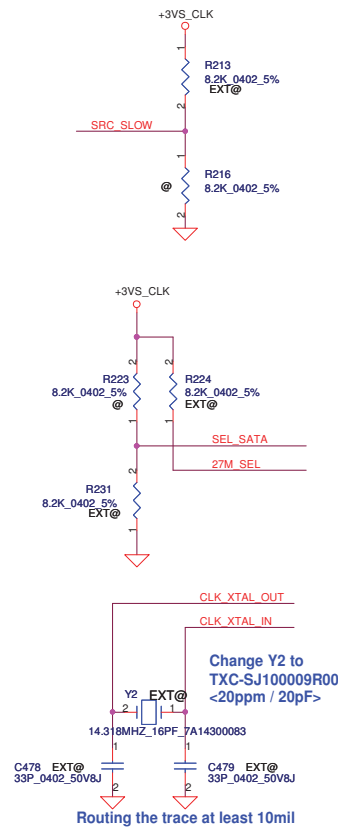 +3VS_CLK
1
R213
8.2K_0402_5%
EXT@
2
SRC_SLOW
1
R216
@
8.2K_0402_5%
2
+3VS_CLK
2
2
R223
R224
8.2K_0402_5%
8.2K_0402_5%
@
EXT@
1
1
SEL_SATA
2
27M_SEL
R231
8.2K_0402_5%
EXT@
1
CLK_XTAL_OUT
CLK_XTAL_IN
Change Y2 to
TXC-SJ100009R00
<20ppm / 20pF>
Y2
EXT@
2
1
14.318MHZ_16PF_7A14300083
1
1
C478
EXT@
C479
EXT@
33P_0402_50V8J
33P_0402_50V8J
2
2
Routing the trace at least 10mil